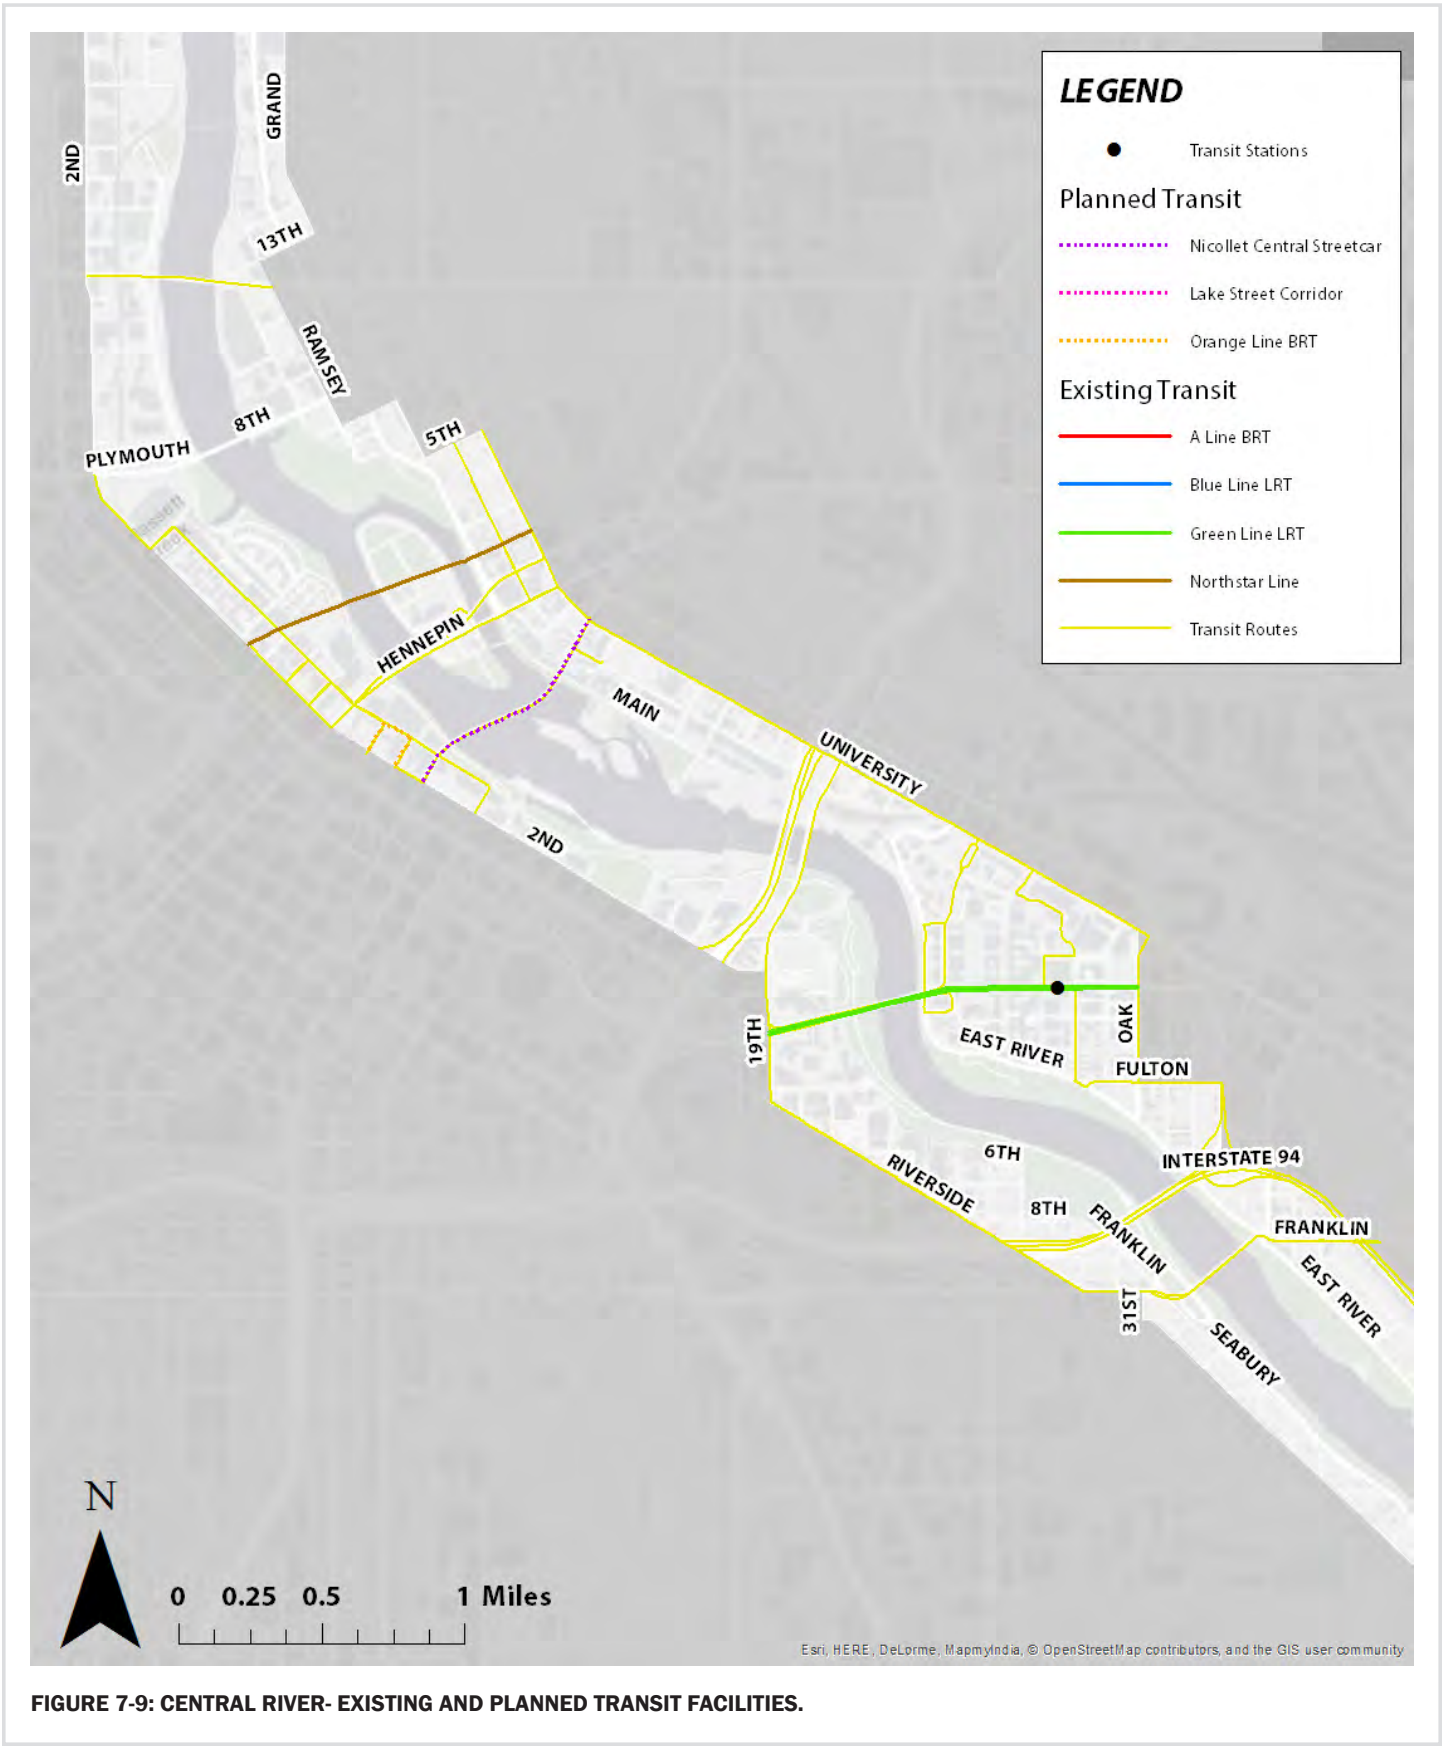 GRAND
2ND
13TH
RAMSEY
8TH
PLYMOUTH
5TH
HENNEPIN
MAIN
UNIVERSITY
2ND
19TH
EAST RIVER
OAK
FULTON
6TH
INTERSTATE 94
RIVERSIDE
8TH
FRANKLIN
FRANKLIN
EAST RIVER
31ST
SEABURY
LEGEND
Transit Stations
Planned Transit
Nicollet Central Streetcar
Lake Street Corridor
Orange Line BRT
Existing Transit
A Line BRT
Blue Line LRT
Green Line LRT
Northstar Line
Transit Routes
N
0 0.25 0.5 1 Miles
Esri, HERE, DeLorme, MapmyIndia, © OpenStreetMap contributors, and the GIS user community
FIGURE 7-9: CENTRAL RIVER- EXISTING AND PLANNED TRANSIT FACILITIES.